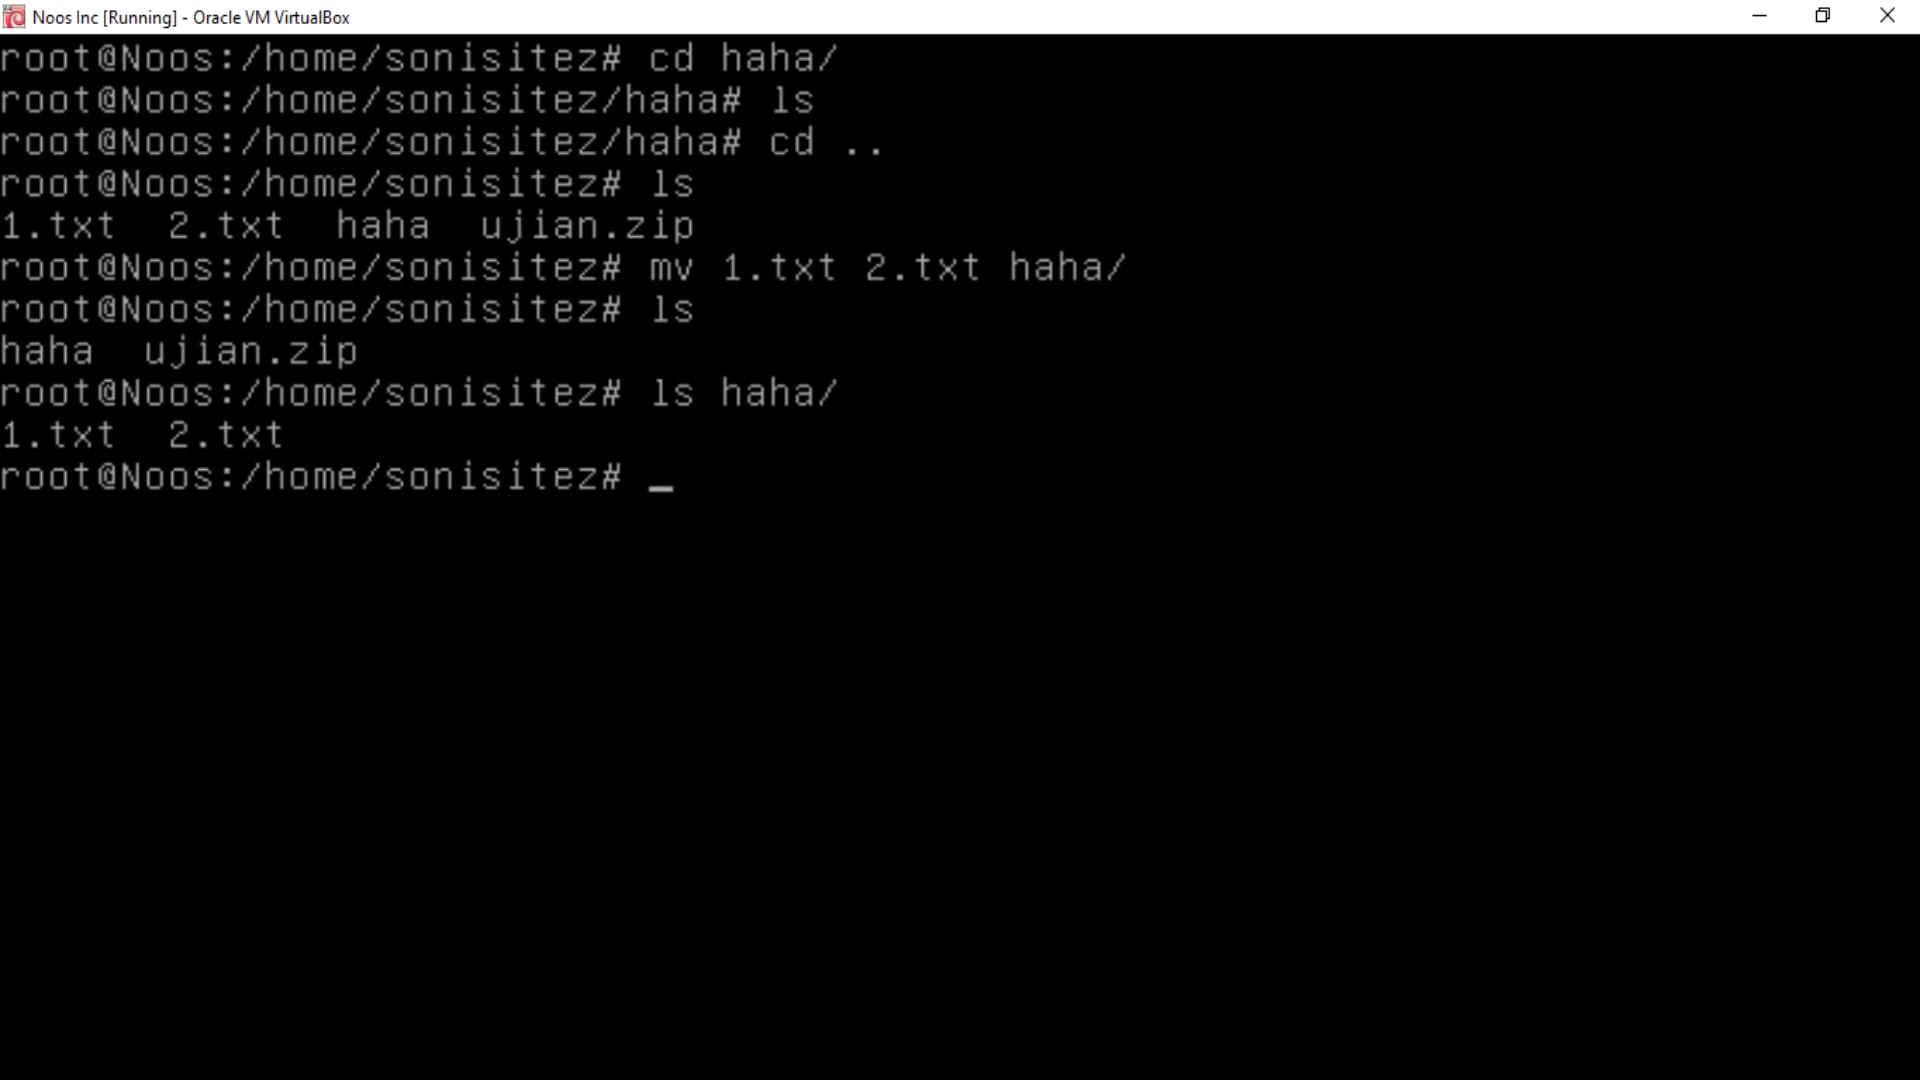 Noos Inc [Running] - Oracle VM VirtualBox
root@Noos:/home/sonisitez# cd haha/
root@Noos:/home/sonisitez/haha# ls
root@Noos:/home/sonisitez/haha# cd ..
root@Noos:/home/sonisitez# ls
1.txt  2.txt  haha  ujian.zip
root@Noos:/home/sonisitez# mv 1.txt 2.txt haha/
root@Noos:/home/sonisitez# ls
haha  ujian.zip
root@Noos:/home/sonisitez# ls haha/
1.txt  2.txt
root@Noos:/home/sonisitez# _